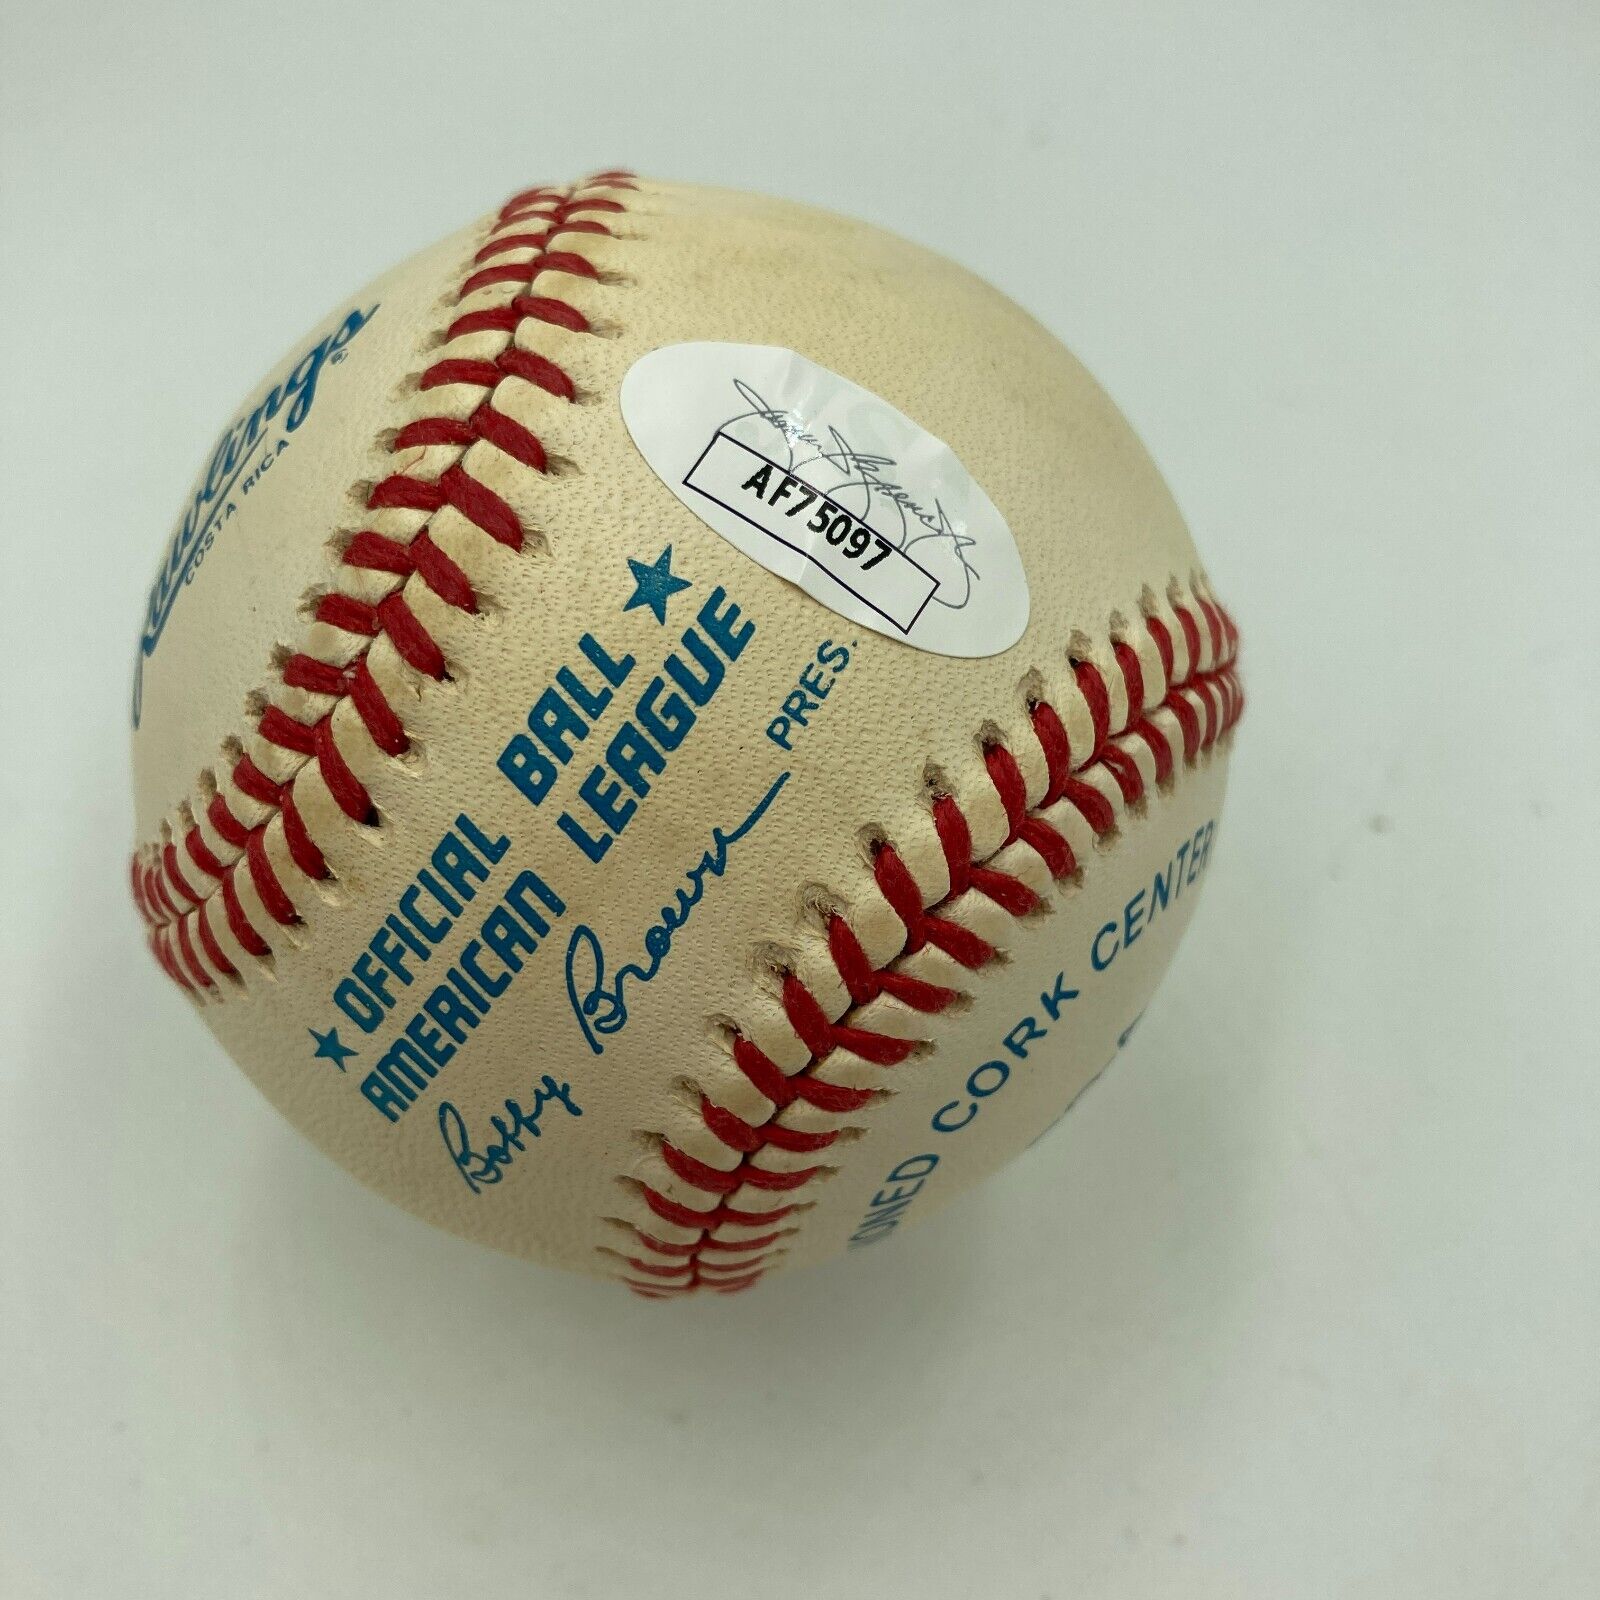 Rawlings®
COSTA RICA
AF75097
OFFICIAL BALL
AMERICAN LEAGUE
Bobby Brown PRES.
CORK CENTER